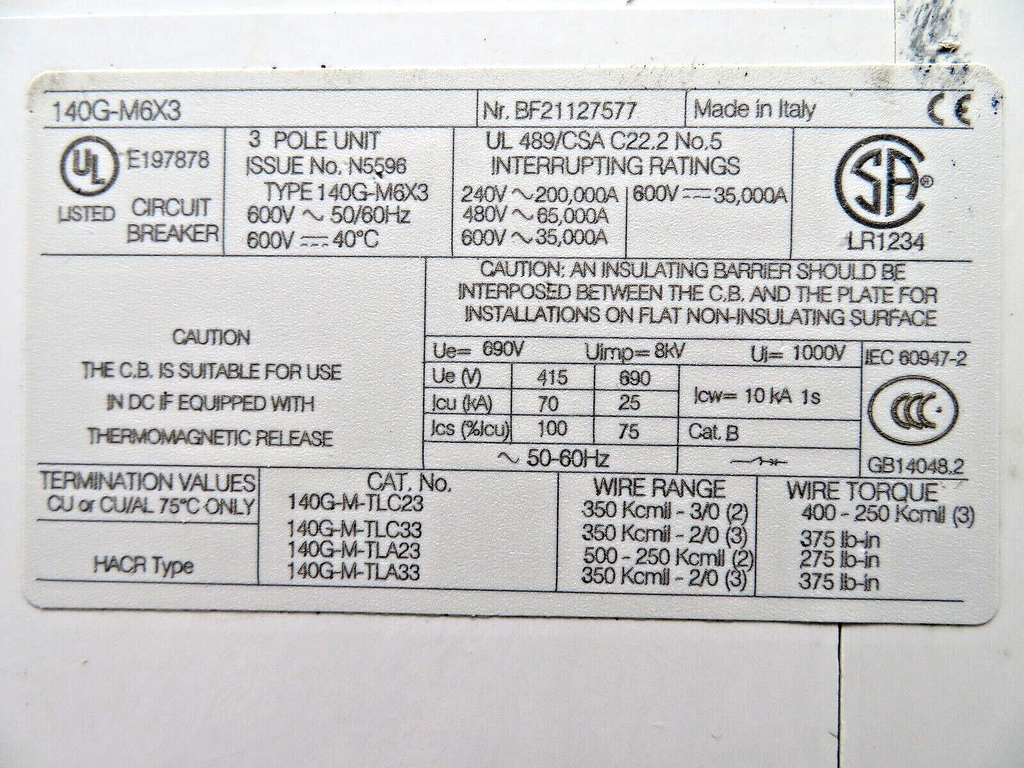 140G-M6X3
Nr. BF21127577
Made in Italy
CE
UL
LISTED
E197878
CIRCUIT
BREAKER
3 POLE UNIT
ISSUE No. N5596
TYPE 140G-M6X3
600V ~ 50/60Hz
600V ⎓ 40°C
UL 489/CSA C22.2 No.5
INTERRUPTING RATINGS
240V ~200,000A
480V ~ 65,000A
600V ~35,000A
600V ⎓ 35,000A
SA®
LR1234
CAUTION
THE C.B. IS SUITABLE FOR USE
IN DC IF EQUIPPED WITH
THERMOMAGNETIC RELEASE
CAUTION: AN INSULATING BARRIER SHOULD BE
INTERPOSED BETWEEN THE C.B. AND THE PLATE FOR
INSTALLATIONS ON FLAT NON-INSULATING SURFACE
Ue= 690V Uimp= 8kV Ui= 1000V
Ue (V) 415 690
Icu (kA) 70 25
Ics (%Icu) 100 75
~ 50-60Hz
Icw= 10 kA 1s
Cat. B
IEC 60947-2
CCC
GB14048.2
TERMINATION VALUES
CU or CU/AL 75°C ONLY
HACR Type
CAT. No.
140G-M-TLC23
140G-M-TLC33
140G-M-TLA23
140G-M-TLA33
WIRE RANGE
350 Kcmil - 3/0 (2)
350 Kcmil - 2/0 (3)
500 - 250 Kcmil (2)
350 Kcmil - 2/0 (3)
WIRE TORQUE
400 - 250 Kcmil (3)
375 lb-in
275 lb-in
375 lb-in